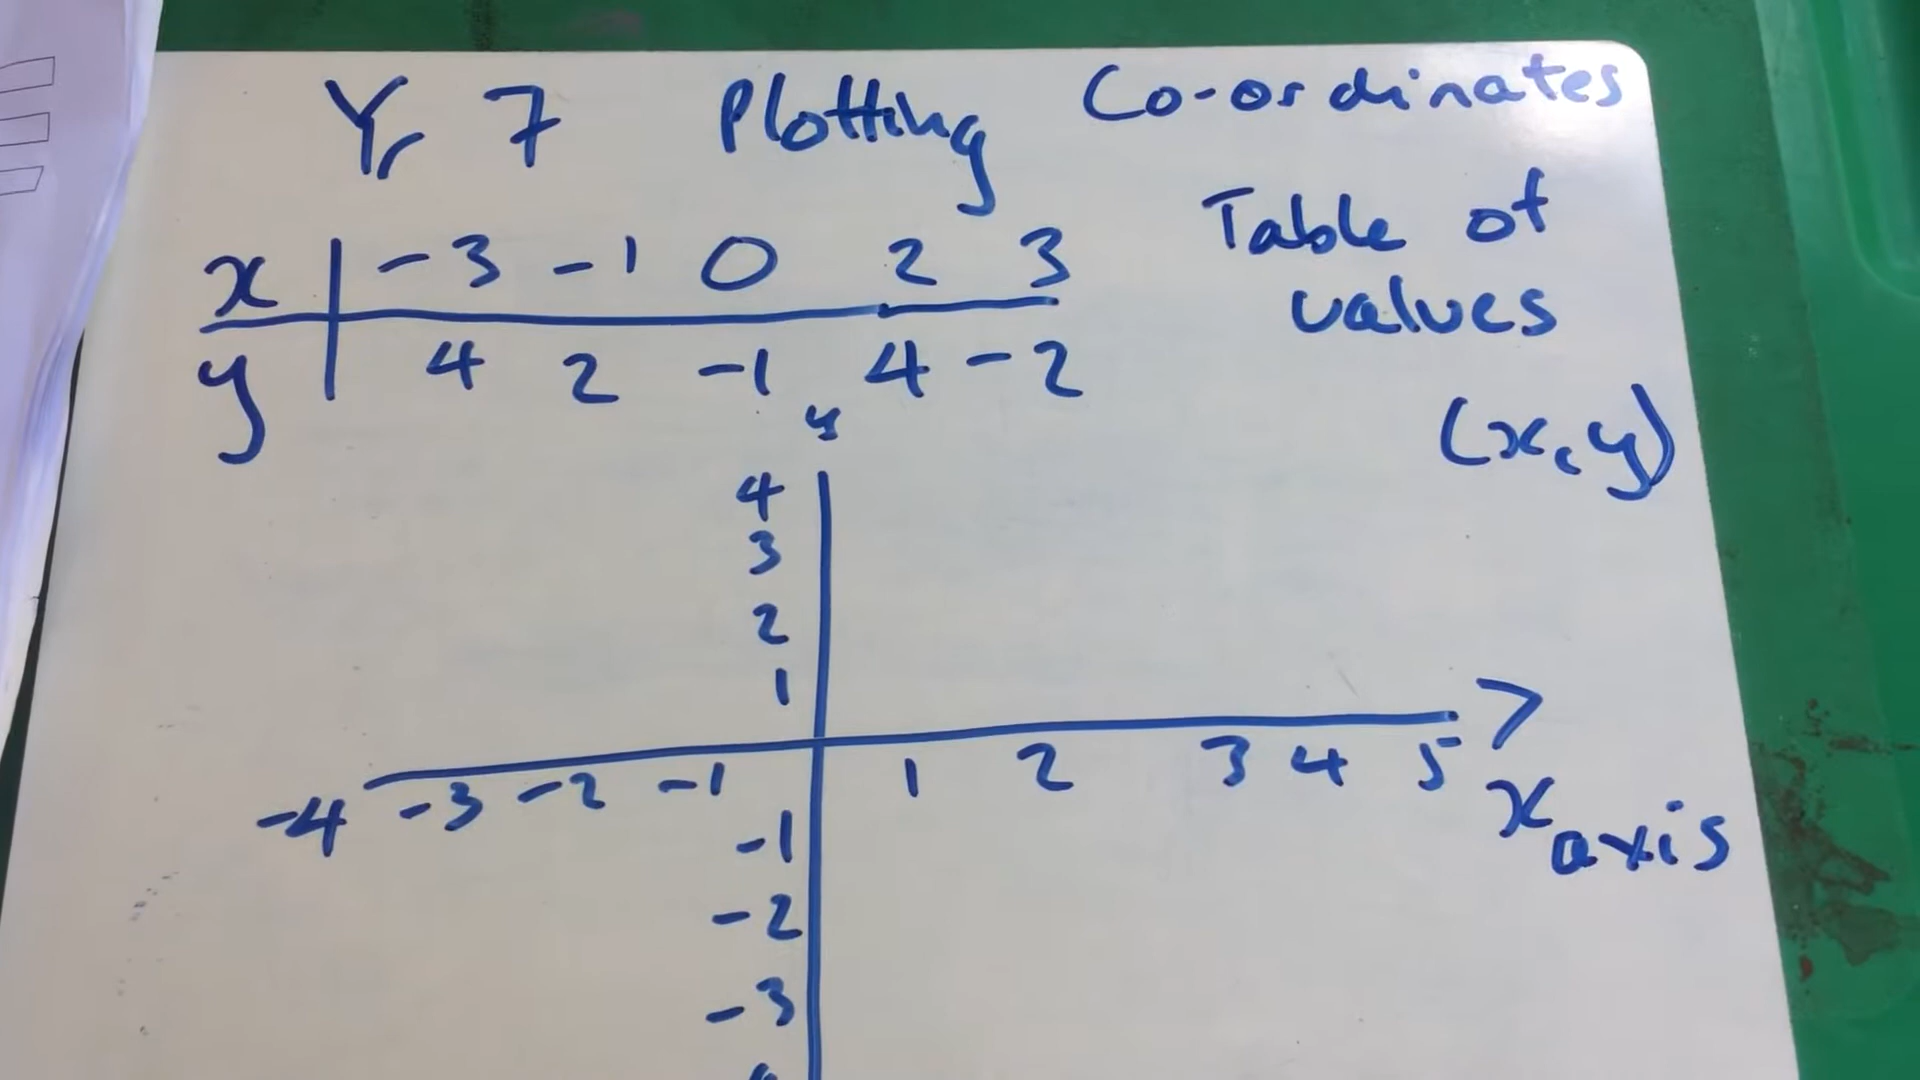 Yr 7 Plotting Co-ordinates
Table of
values
x -3 -1 0 2 3
y 4 2 -1 4 -2
(x,y)
y
4
3
2
1
-4 -3 -2 -1 1 2 3 4 5 >
x axis
-1
-2
-3